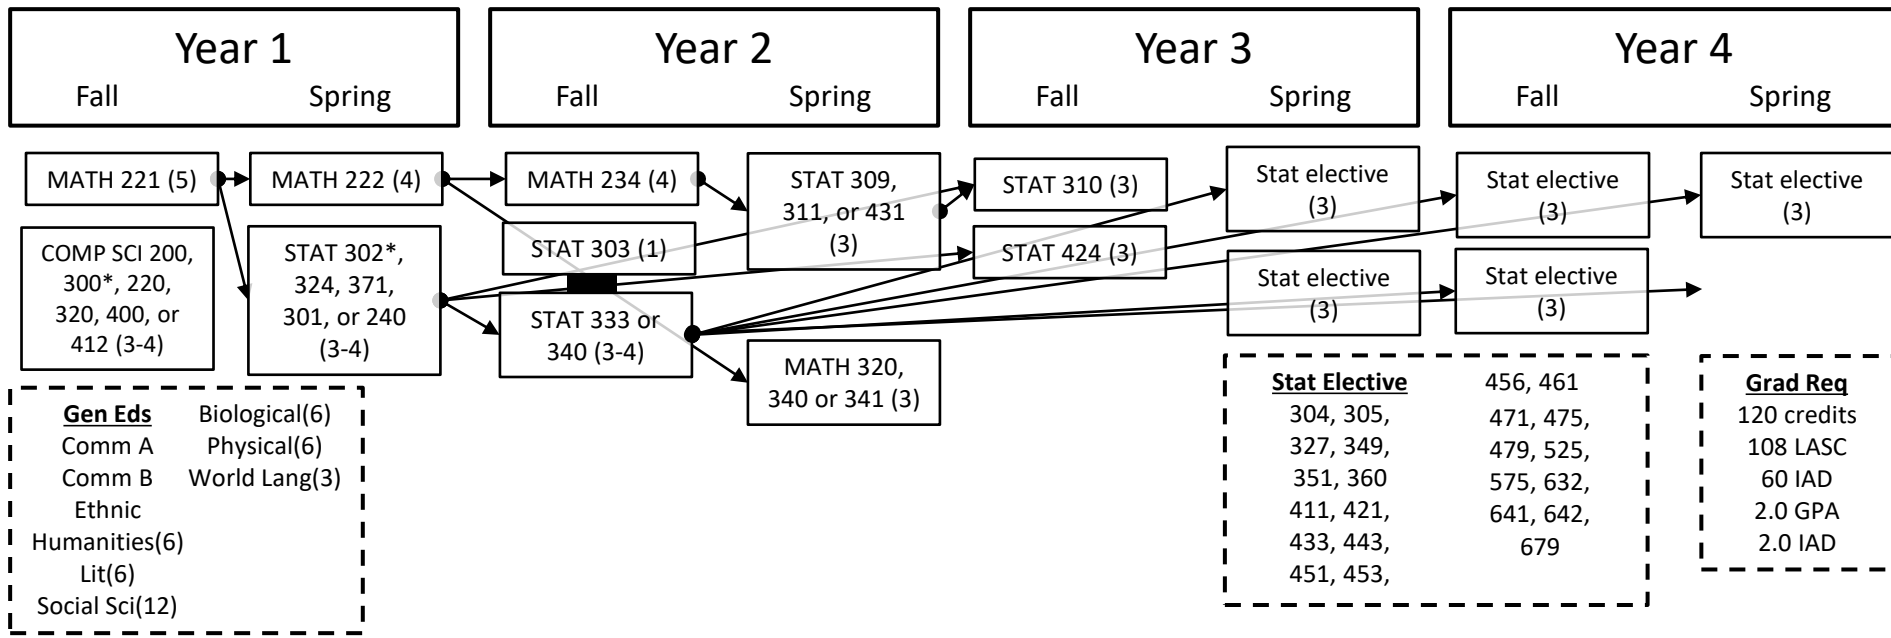 Year 1
Fall Spring
Year 2
Fall Spring
Year 3
Fall Spring
Year 4
Fall Spring
MATH 221 (5)
MATH 222 (4)
MATH 234 (4)
STAT 309,
311, or 431
(3)
STAT 310 (3)
Stat elective
(3)
Stat elective
(3)
Stat elective
(3)
COMP SCI 200,
300*, 220,
320, 400, or
412 (3-4)
STAT 302*,
324, 371,
301, or 240
(3-4)
STAT 303 (1)
STAT 333 or
340 (3-4)
MATH 320,
340 or 341 (3)
STAT 424 (3)
Stat elective
(3)
Stat elective
(3)
Gen Eds
Comm A
Comm B
Ethnic
Humanities(6)
Lit(6)
Social Sci(12)
Biological(6)
Physical(6)
World Lang(3)
Stat Elective
304, 305,
327, 349,
351, 360
411, 421,
433, 443,
451, 453,
456, 461
471, 475,
479, 525,
575, 632,
641, 642,
679
Grad Req
120 credits
108 LASC
60 IAD
2.0 GPA
2.0 IAD